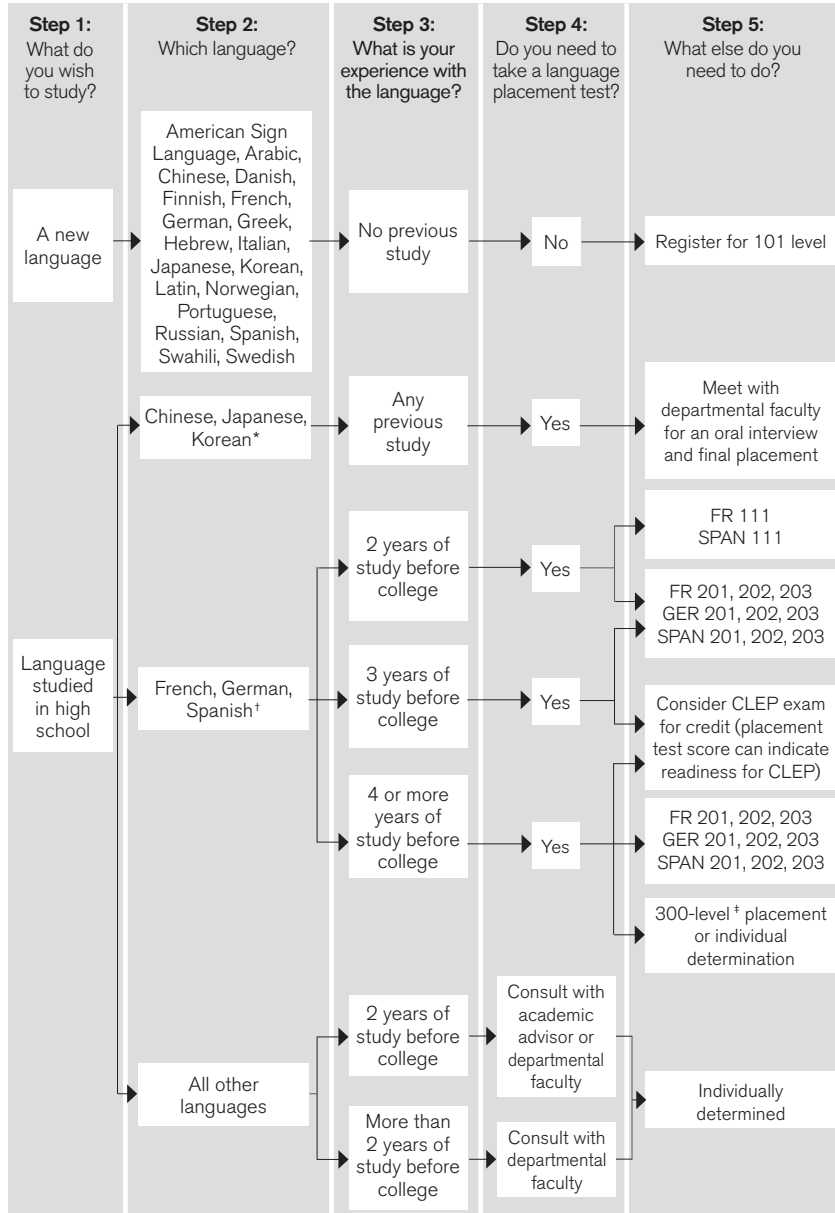 Step 1:
What do
you wish
to study?
Step 2:
Which language?
Step 3:
What is your
experience with
the language?
Step 4:
Do you need to
take a language
placement test?
Step 5:
What else do you
need to do?
A new
language
American Sign
Language, Arabic,
Chinese, Danish,
Finnish, French,
German, Greek,
Hebrew, Italian,
Japanese, Korean,
Latin, Norwegian,
Portuguese,
Russian, Spanish,
Swahili, Swedish
No previous
study
No
Register for 101 level
Language
studied
in high
school
Chinese, Japanese,
Korean*
Any
previous
study
Yes
Meet with
departmental faculty
for an oral interview
and final placement
French, German,
Spanish†
2 years of
study before
college
Yes
FR 111
SPAN 111
FR 201, 202, 203
GER 201, 202, 203
SPAN 201, 202, 203
3 years of
study before
college
Yes
Consider CLEP exam
for credit (placement
test score can indicate
readiness for CLEP)
4 or more
years of
study before
college
Yes
FR 201, 202, 203
GER 201, 202, 203
SPAN 201, 202, 203
300-level ‡ placement
or individual
determination
All other
languages
2 years of
study before
college
Consult with
academic
advisor or
departmental
faculty
More than
2 years of
study before
college
Consult with
departmental
faculty
Individually
determined